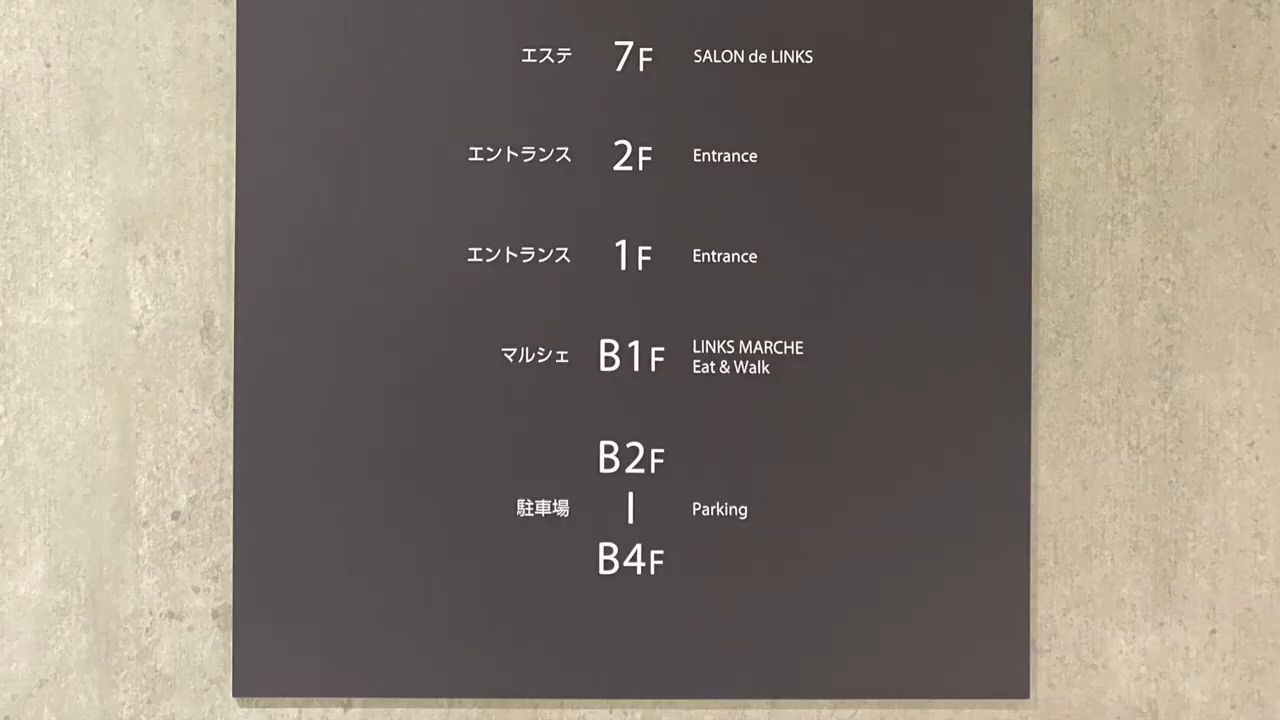 エステ 7F SALON de LINKS
エントランス 2F Entrance
エントランス 1F Entrance
マルシェ B1F LINKS MARCHE
Eat & Walk
B2F
駐車場 | Parking
B4F